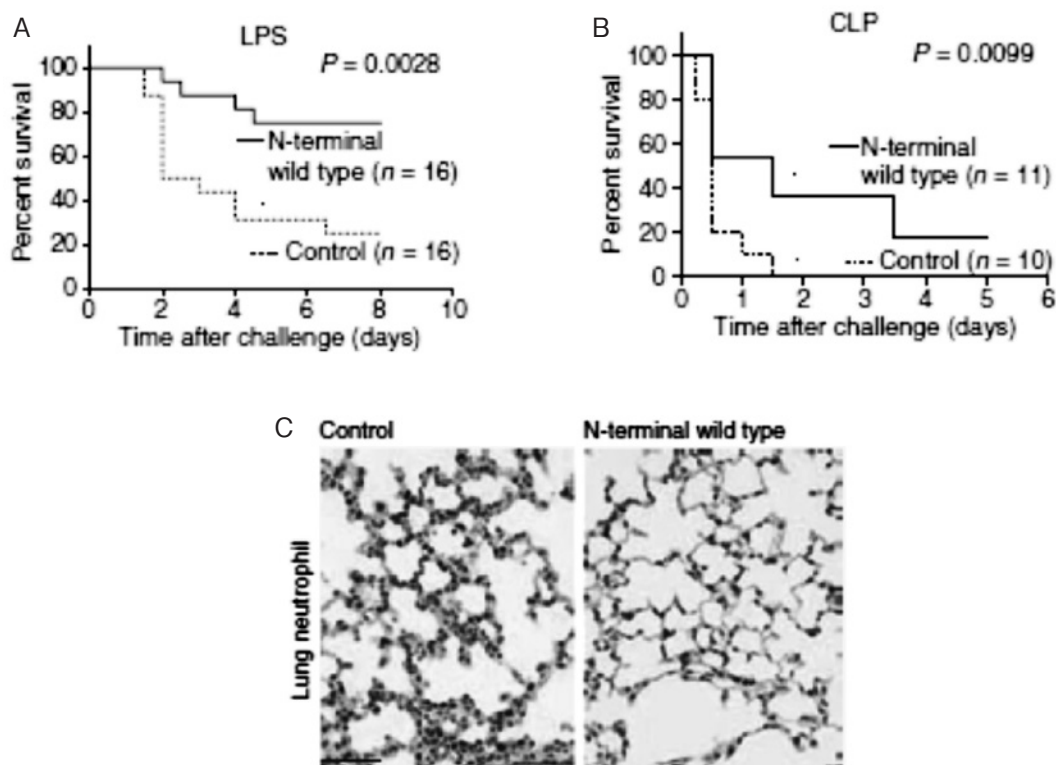 A
LPS
P = 0.0028
Percent survival
100
80
60
40
20
0
N-terminal
wild type (n = 16)
Control (n = 16)
0 2 4 6 8 10
Time after challenge (days)
B
CLP
P = 0.0099
Percent survival
100
80
60
40
20
0
N-terminal
wild type (n = 11)
Control (n = 10)
0 1 2 3 4 5 6
Time after challenge (days)
C
Control
N-terminal wild type
Lung neutrophil